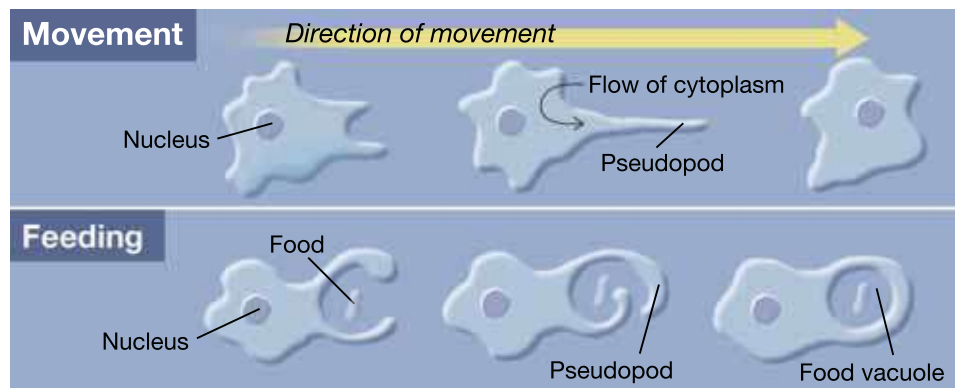 Movement
Direction of movement
Flow of cytoplasm
Nucleus
Pseudopod
Feeding
Food
Nucleus
Pseudopod
Food vacuole